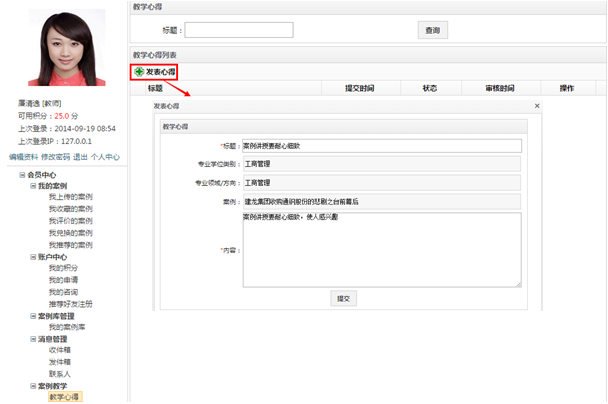 廉清逸 [教师]
可用积分：25.0 分
上次登录：2014-09-19 08:54
上次登录IP：127.0.0.1
编辑资料 修改密码 退出 个人中心
会员中心
我的案例
我上传的案例
我收藏的案例
我评价的案例
我兑换的案例
我推荐的案例
账户中心
我的积分
我的申请
我的咨询
推荐好友注册
案例库管理
我的案例库
消息管理
收件箱
发件箱
联系人
案例教学
教学心得
教学心得
标题：
查询
教学心得列表
发表心得
标题 提交时间 状态 审核时间 操作
发表心得
教学心得
*标题：案例讲授要耐心细致
专业学位类别：工商管理
专业领域/方向：工商管理
案例：建龙集团欲购通钢股份的悲剧之台前幕后
*内容：案例讲授要耐心细致，使人感兴趣
提交